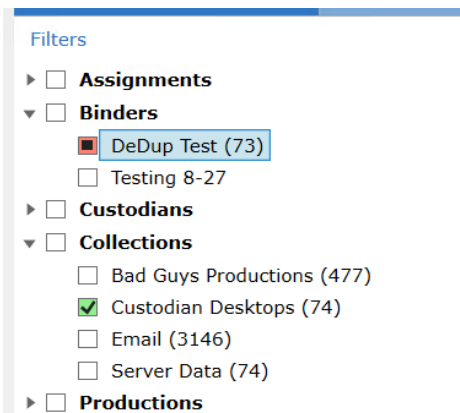 Filters
Assignments
Binders
DeDup Test (73)
Testing 8-27
Custodians
Collections
Bad Guys Productions (477)
Custodian Desktops (74)
Email (3146)
Server Data (74)
Productions